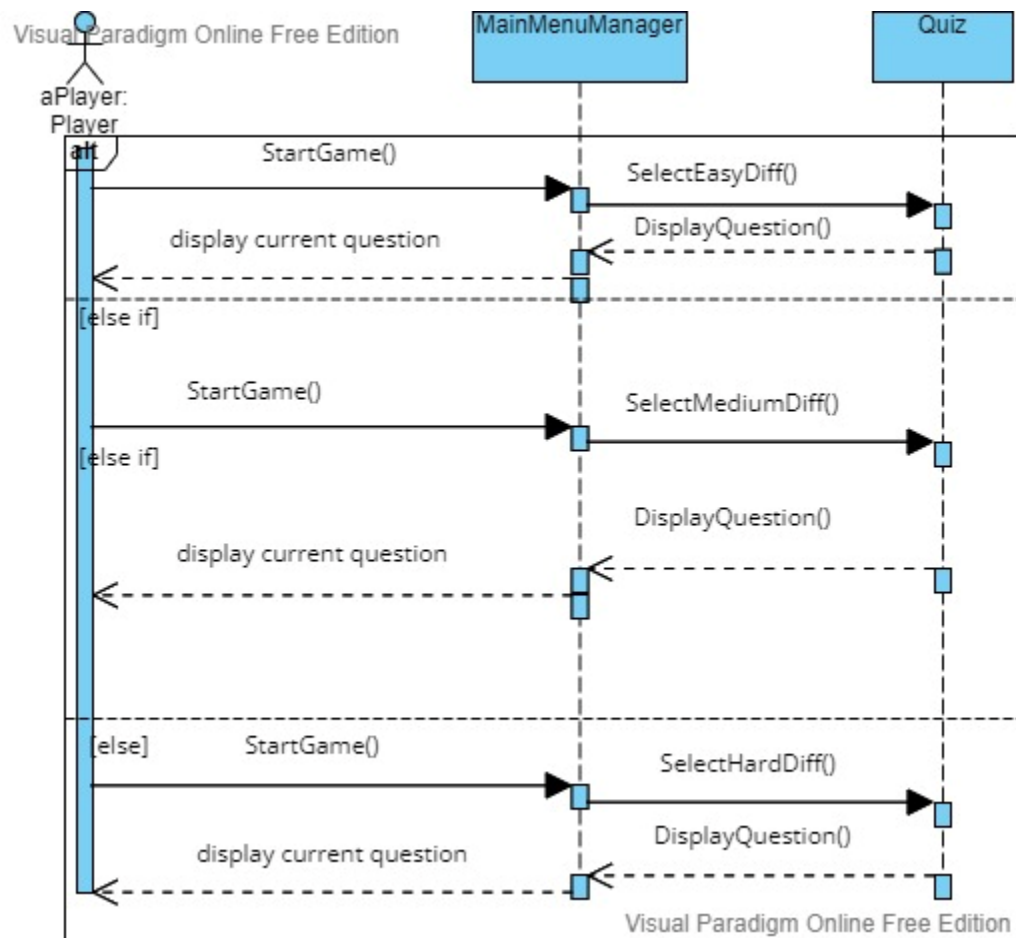 Visual Paradigm Online Free Edition
MainMenuManager
Quiz
aPlayer:
Player
alt
StartGame()
SelectEasyDiff()
DisplayQuestion()
display current question
[else if]
StartGame()
SelectMediumDiff()
[else if]
DisplayQuestion()
display current question
[else]
StartGame()
SelectHardDiff()
DisplayQuestion()
display current question
Visual Paradigm Online Free Edition